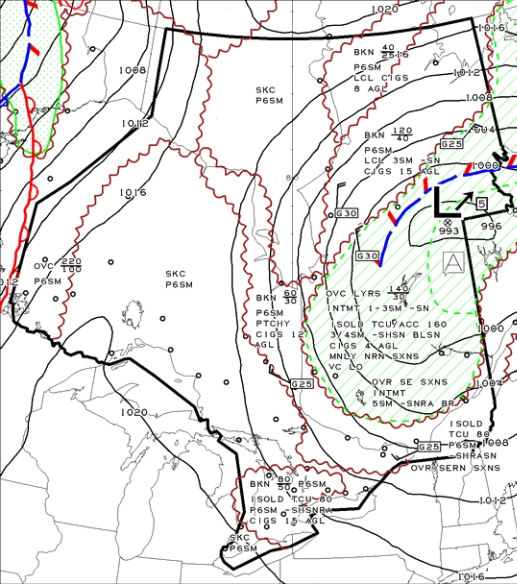 1020
1016
BKN 40/2516
P6SM
LCL CIGS
8 AGL
1012
1008
SKC
P6SM
1008
1012
004
BKN 120/40
P6SM
LCL 3SM -SN
CIGS 15 AGL
G25
1000
1016
8
L
5
G30
993
996
A
G30
OVC 220/100
P6SM
012
SKC
P6SM
BKN 60/30
P6SM
PTCHY
CIGS 12
AGL
OVC LYRS 140/30
INTMT 1-3SM -SN
ISOLD TCU/ACC 160
3/4SM -SHSN BLSN
CIGS 4 AGL
MNLY NRN SXNS
VC LO
1000
G25
OVR SE SXNS
INTMT
5SM -SNRA BR
1004
1020
ISOLD
TCU 80
P6SM
-SHRASN
OVR SERN SXNS
G25
1008
BKN 80/50 P6SM
ISOLD TCU 80
P6SM -SHSNRA
CIGS 15 AGL
1012
SKC
P6SM
1016